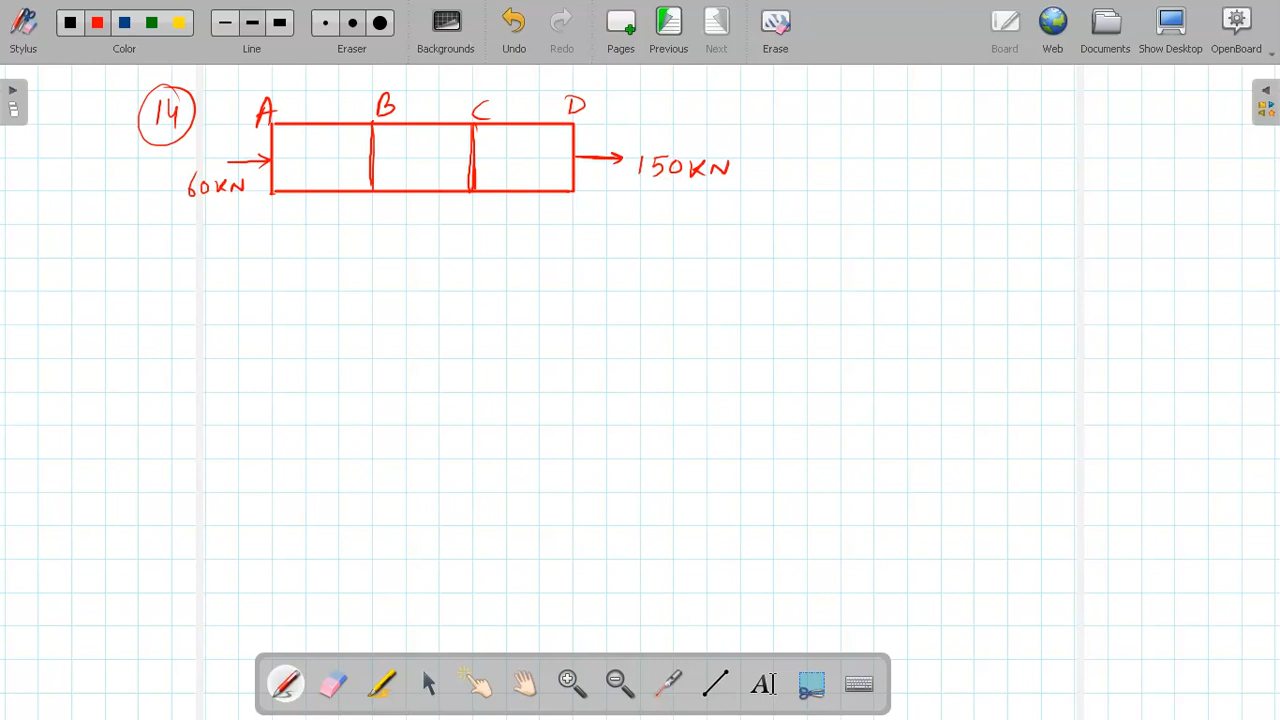 Stylus Color Line Eraser Backgrounds Undo Redo Pages Previous Next Erase Board Web Documents Show Desktop OpenBoard
14 A B C D
60KN 150KN
A